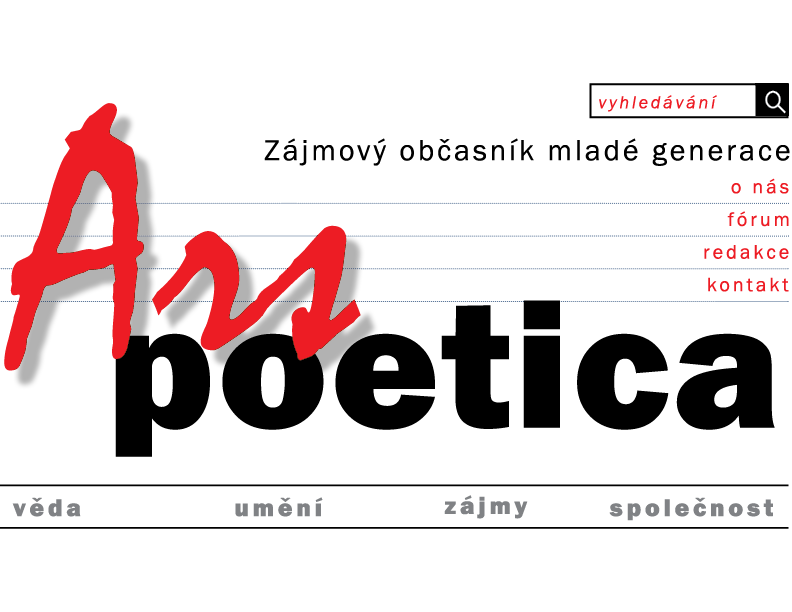 vyhledávání
Zájmový občasník mladé generace
o nás
fórum
redakce
kontakt
Ars
poetica
věda umění zájmy společnost